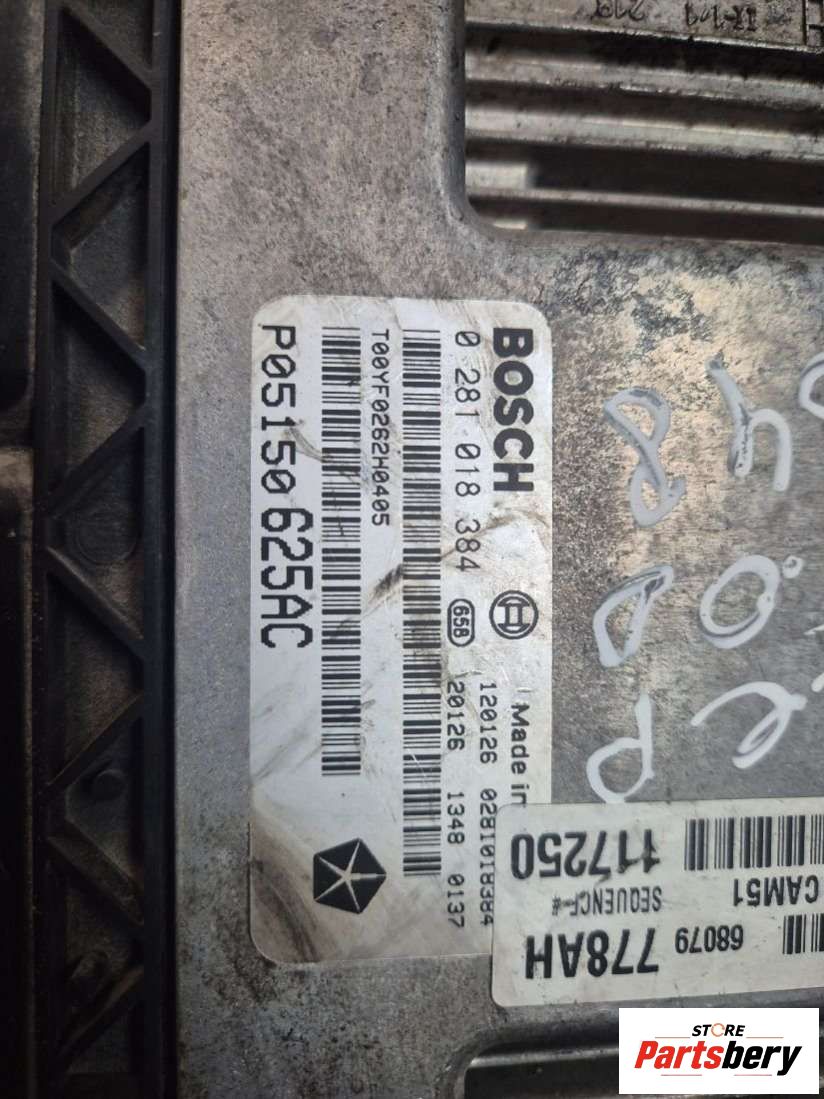 BOSCH
0 281 018 384
658
Made in
120126 0281018384
20126 1348 0137
T00YF0262H0405
P05150625AC
117250
SEQUENCE-#
CAM51
68079
778AH
STORE
Partsbery